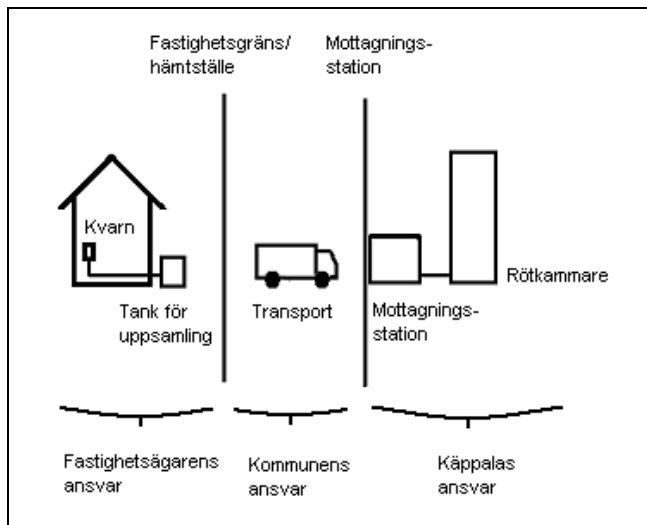 Fastighetsgräns/
hämtställe
Mottagnings-
station
Kvarn
Tank för
uppsamling
Transport
Mottagnings-
station
Rötkammare
Fastighetsägarens
ansvar
Kommunens
ansvar
Käppalas
ansvar